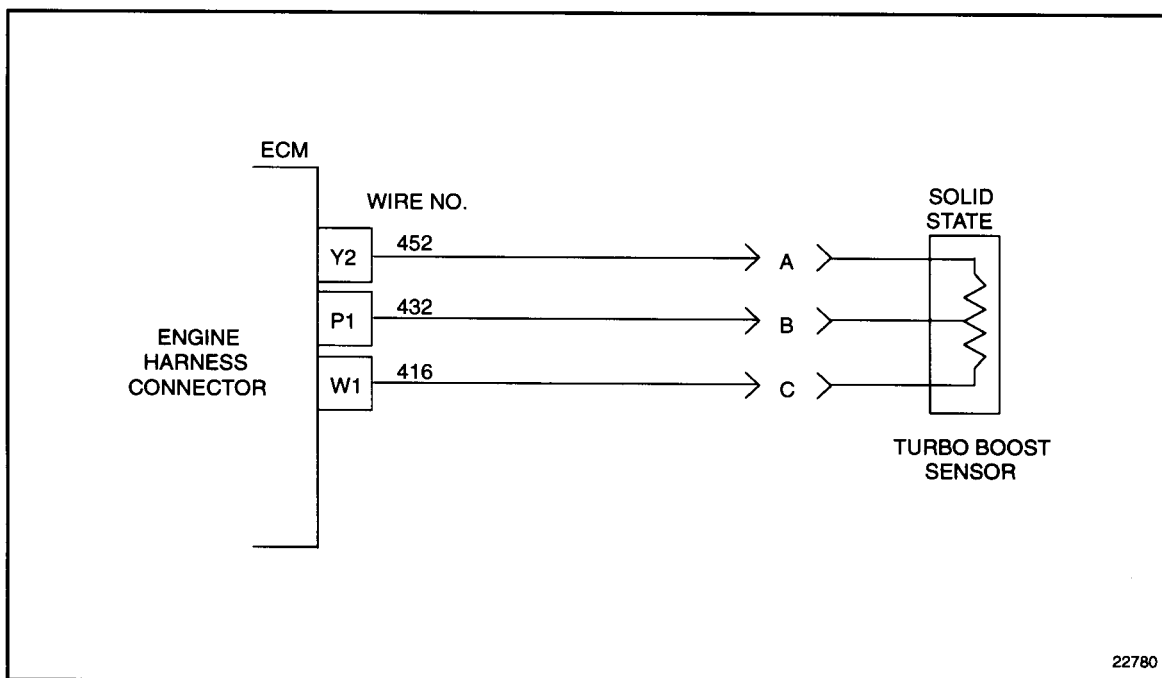 ECM
WIRE NO.
SOLID
STATE
Y2
452
A
P1
432
B
ENGINE
HARNESS
CONNECTOR
W1
416
C
TURBO BOOST
SENSOR
22780